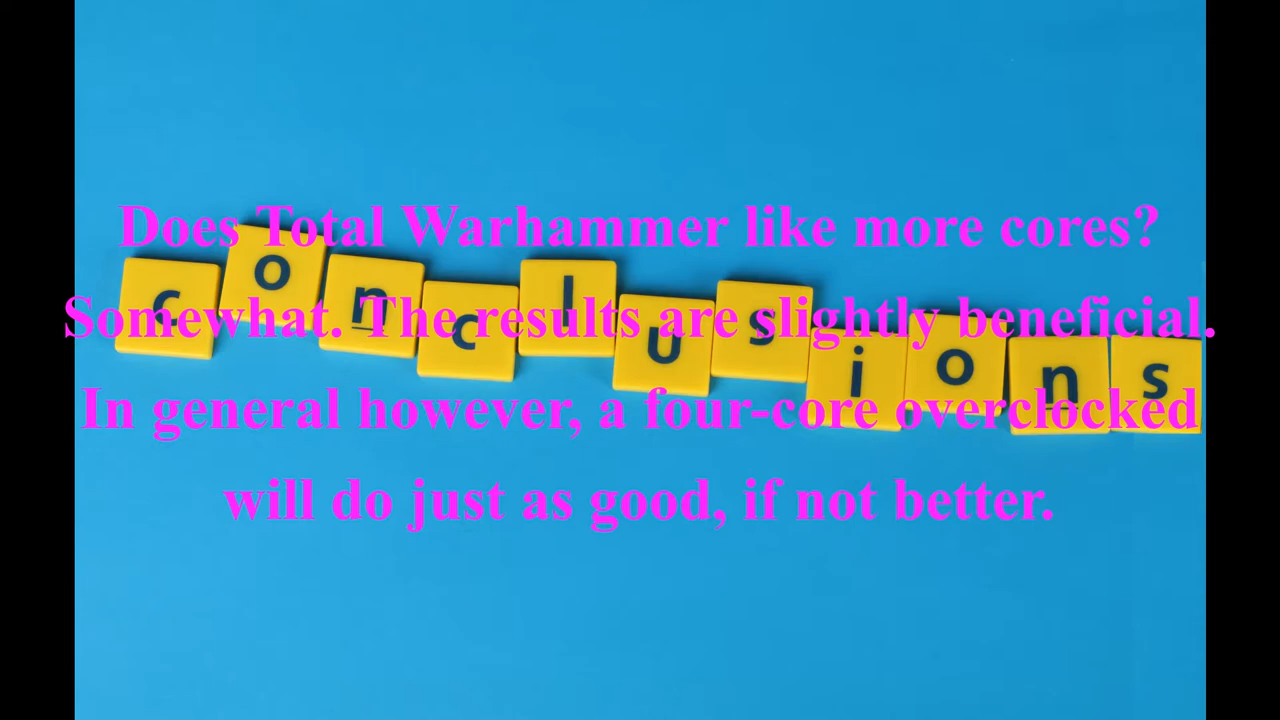 Does Total Warhammer like more cores?
conclusions
Somewhat. The results are slightly beneficial.
In general however, a four-core overclocked
will do just as good, if not better.